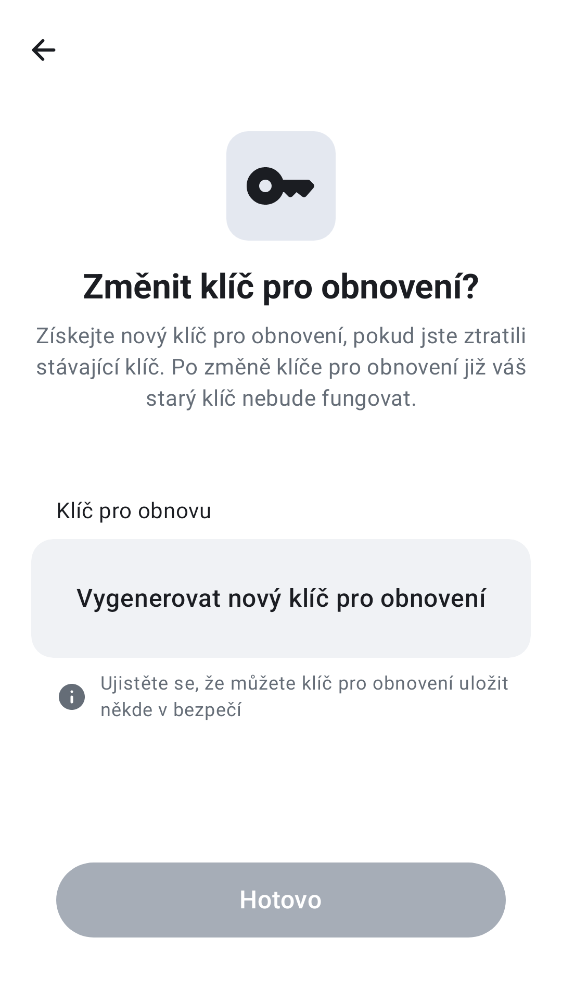 Změnit klíč pro obnovení?
Získejte nový klíč pro obnovení, pokud jste ztratili
stávající klíč. Po změně klíče pro obnovení již váš
starý klíč nebude fungovat.
Klíč pro obnovu
Vygenerovat nový klíč pro obnovení
Ujistěte se, že můžete klíč pro obnovení uložit
někde v bezpečí
Hotovo